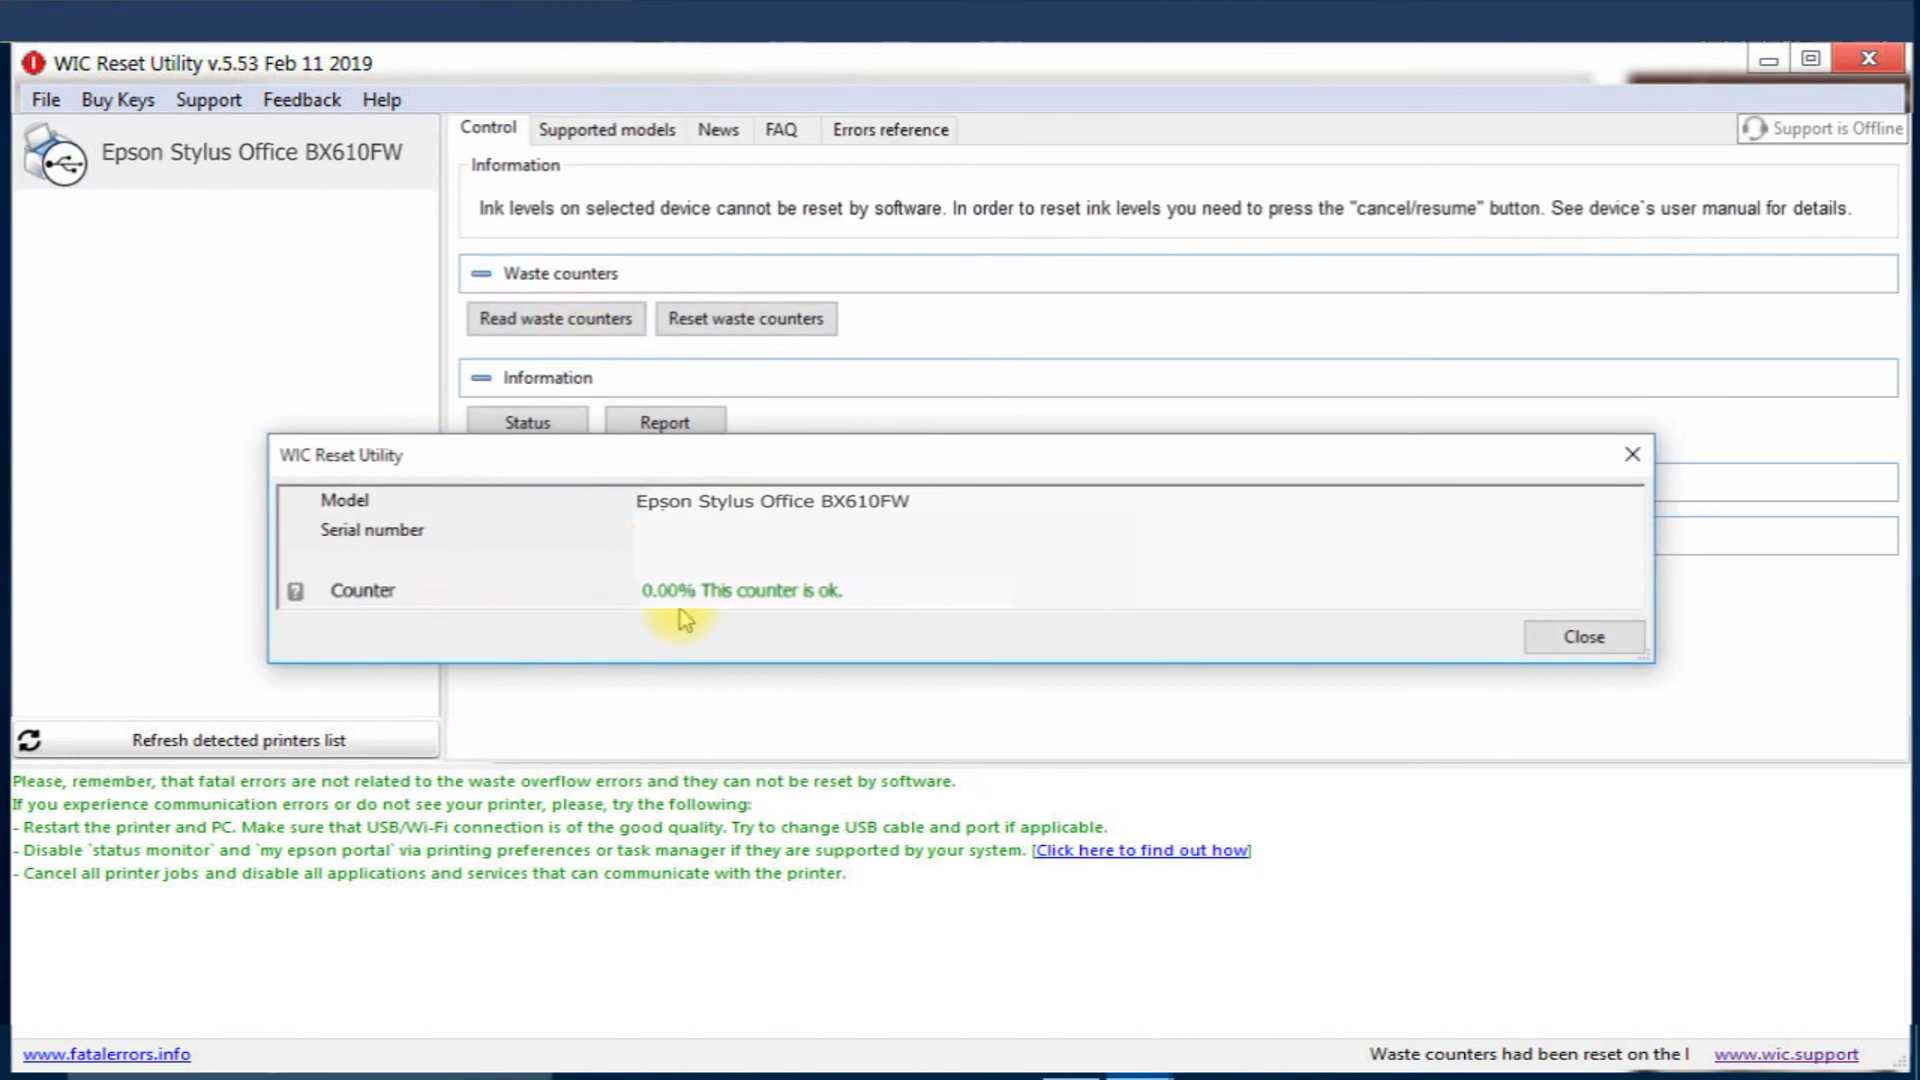 WIC Reset Utility v.5.53 Feb 11 2019
File Buy Keys Support Feedback Help
Epson Stylus Office BX610FW
Control Supported models News FAQ Errors reference
Support is Offline
Information
Ink levels on selected device cannot be reset by software. In order to reset ink levels you need to press the "cancel/resume" button. See device`s user manual for details.
Waste counters
Read waste counters Reset waste counters
Information
Status Report
WIC Reset Utility
Model Epson Stylus Office BX610FW
Serial number
? Counter 0.00% This counter is ok.
Close
Refresh detected printers list
Please, remember, that fatal errors are not related to the waste overflow errors and they can not be reset by software.
If you experience communication errors or do not see your printer, please, try the following:
- Restart the printer and PC. Make sure that USB/Wi-Fi connection is of the good quality. Try to change USB cable and port if applicable.
- Disable `status monitor` and `my epson portal` via printing preferences or task manager if they are supported by your system. [Click here to find out how]
- Cancel all printer jobs and disable all applications and services that can communicate with the printer.
www.fatalerrors.info
Waste counters had been reset on the l www.wic.support